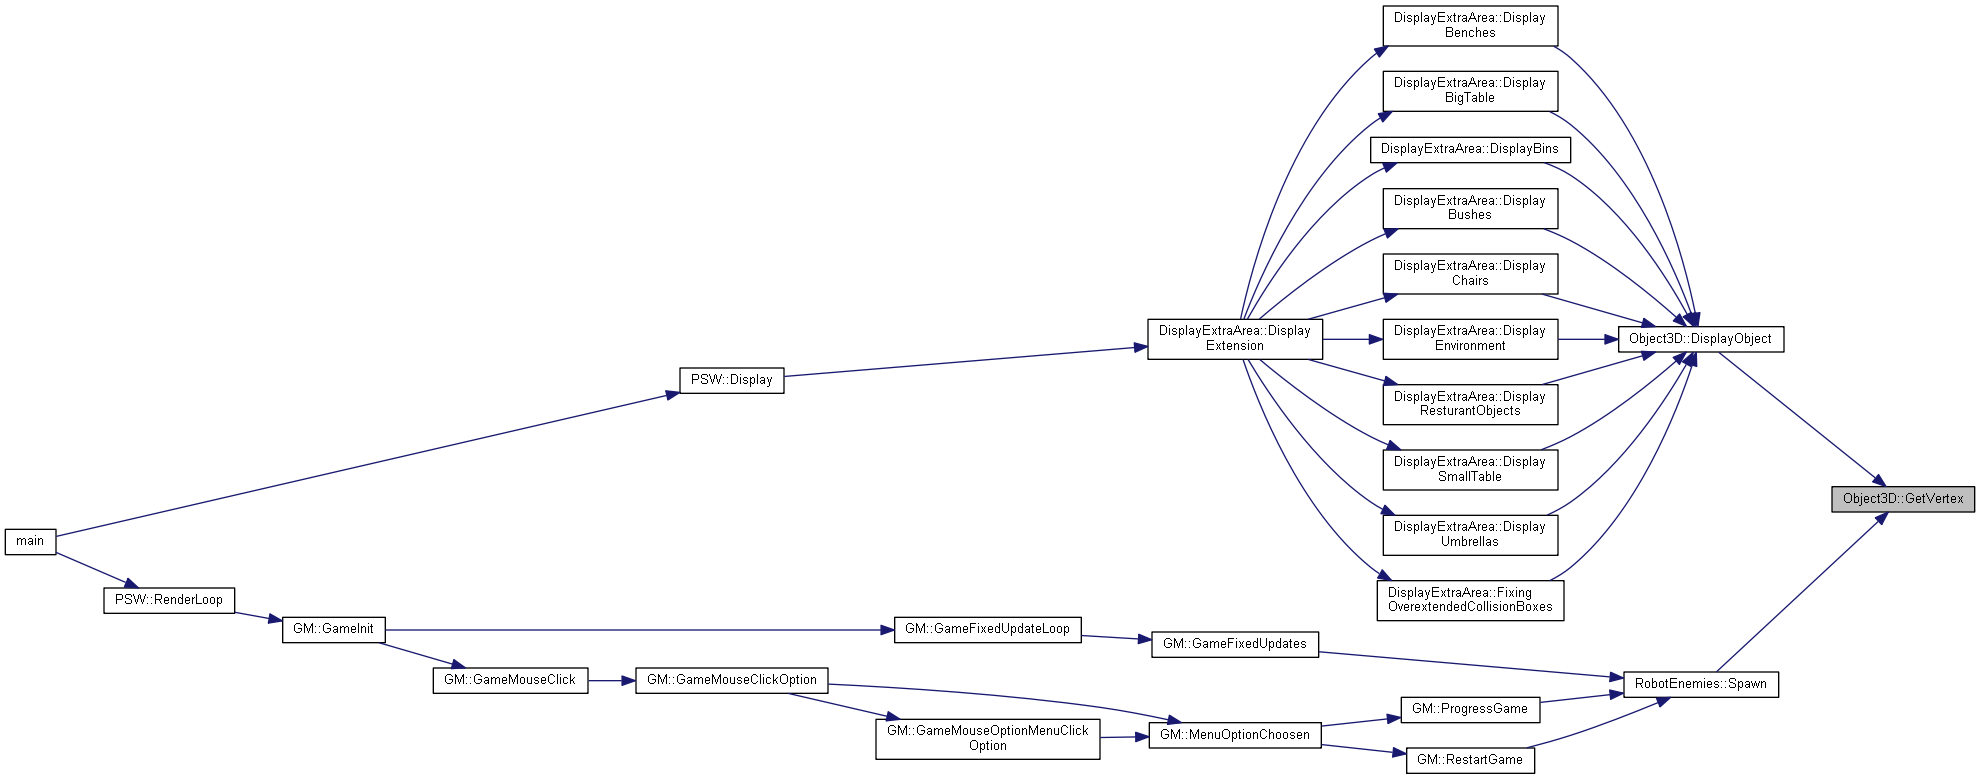 DisplayExtraArea::Display
Benches
DisplayExtraArea::Display
BigTable
DisplayExtraArea::DisplayBins
DisplayExtraArea::Display
Bushes
DisplayExtraArea::Display
Chairs
DisplayExtraArea::Display
Extension
DisplayExtraArea::Display
Environment
Object3D::DisplayObject
PSW::Display
DisplayExtraArea::Display
ResturantObjects
DisplayExtraArea::Display
SmallTable
Object3D::GetVertex
DisplayExtraArea::Display
Umbrellas
main
DisplayExtraArea::Fixing
OverextendedCollisionBoxes
PSW::RenderLoop
GM::GameInit
GM::GameFixedUpdateLoop
GM::GameFixedUpdates
GM::GameMouseClick
GM::GameMouseClickOption
RobotEnemies::Spawn
GM::ProgressGame
GM::GameMouseOptionMenuClick
Option
GM::MenuOptionChoosen
GM::RestartGame